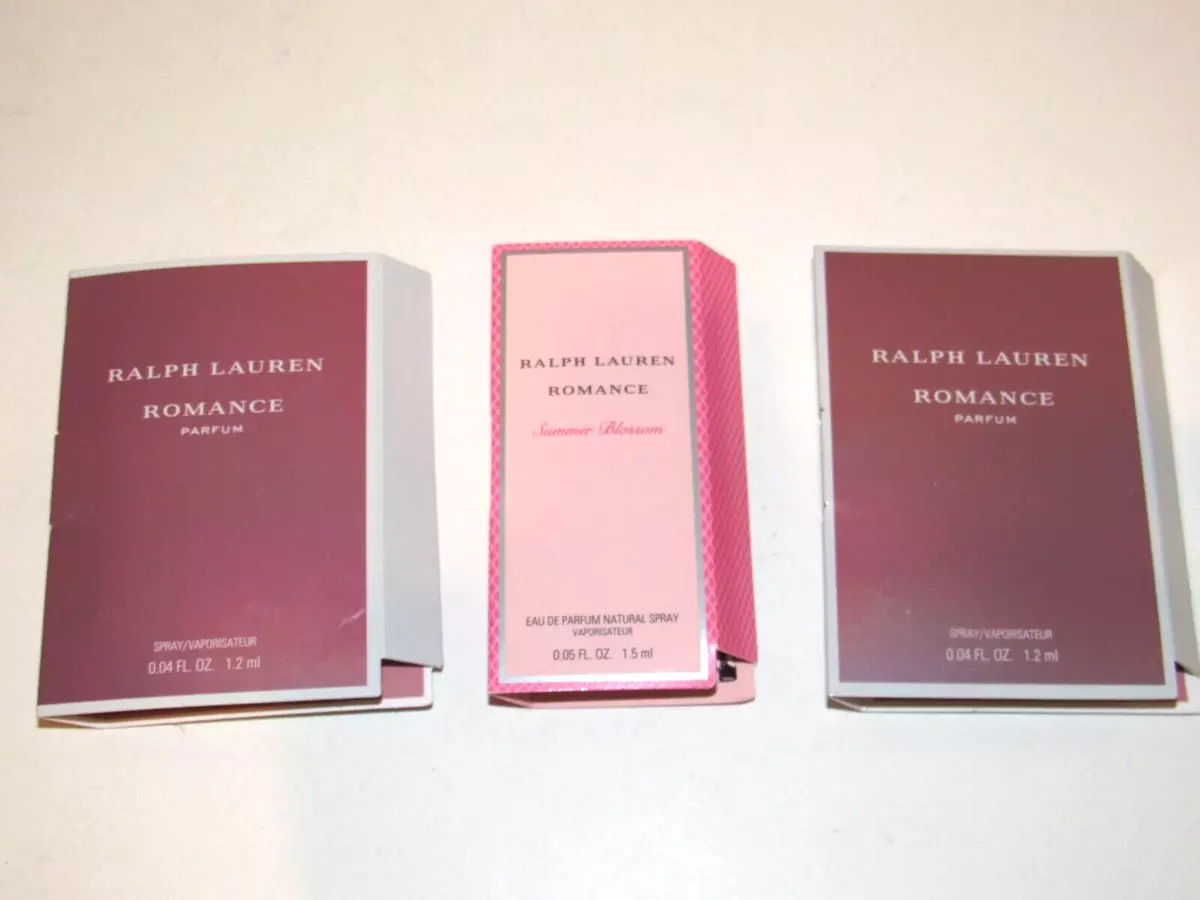 RALPH LAUREN
ROMANCE
PARFUM
SPRAY/VAPORISATEUR
0.04 FL. OZ. 1.2 ml
RALPH LAUREN
ROMANCE
Summer Blossom
EAU DE PARFUM NATURAL SPRAY
VAPORISATEUR
0.05 FL. OZ. 1.5 ml
RALPH LAUREN
ROMANCE
PARFUM
SPRAY/VAPORISATEUR
0.04 FL. OZ. 1.2 ml